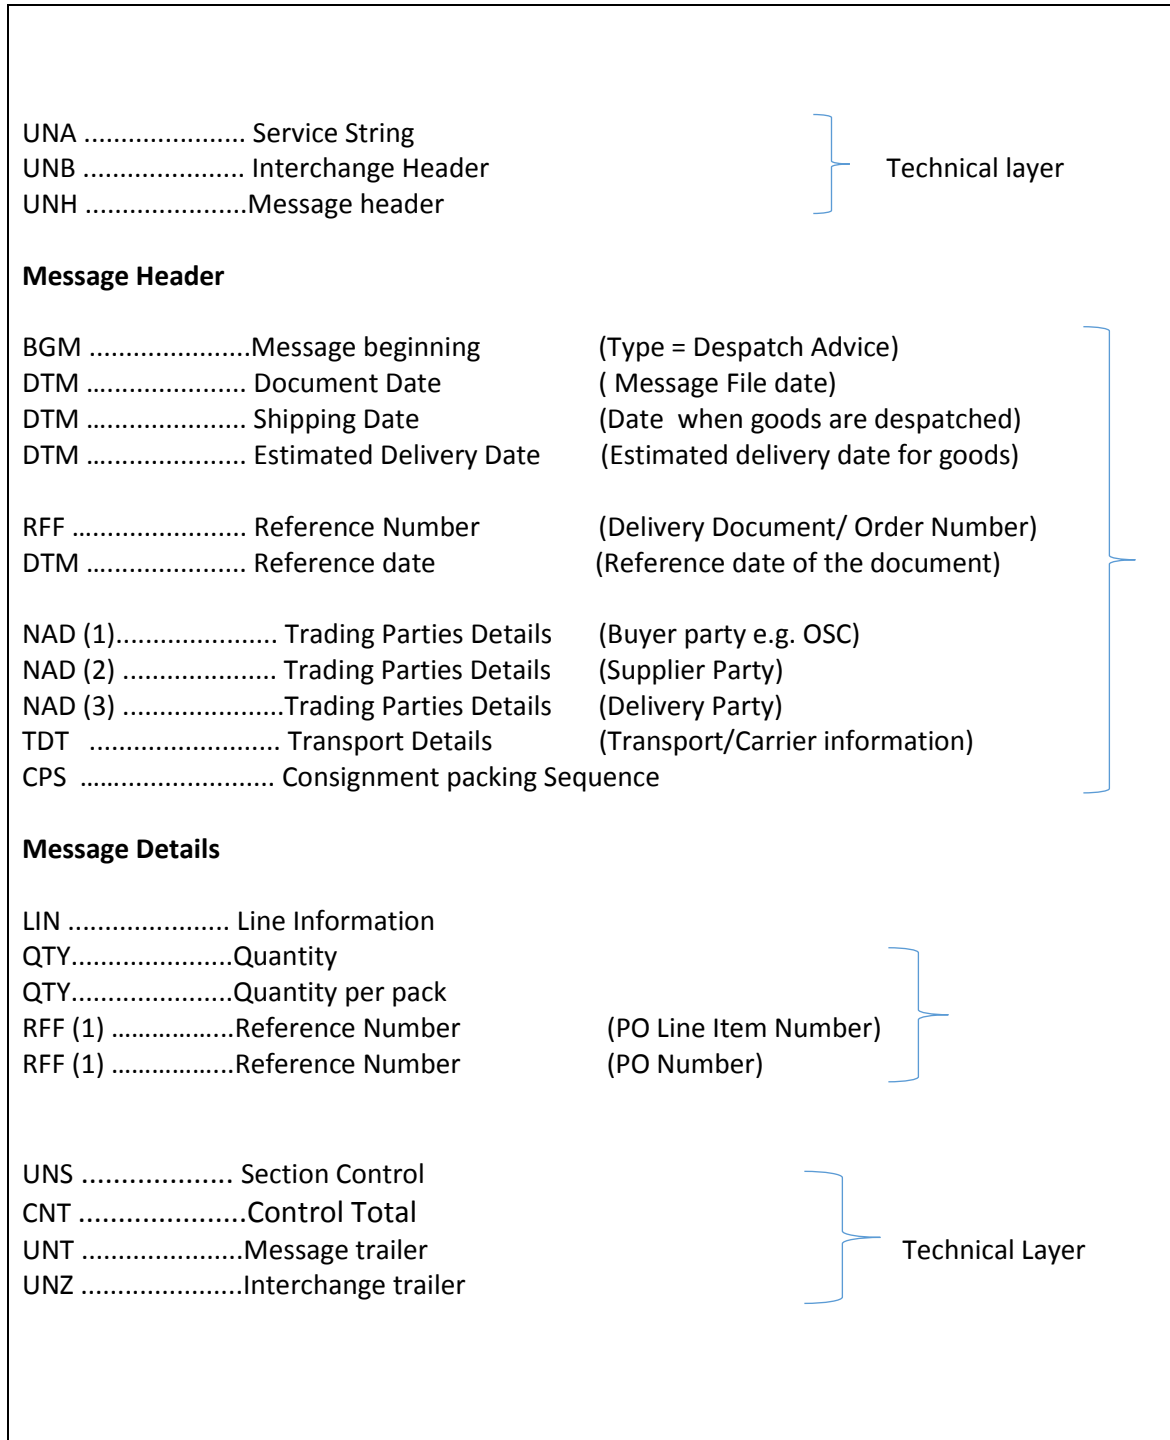 UNA ...................... Service String
UNB ...................... Interchange Header
Technical layer
UNH ......................Message header
Message Header
BGM ......................Message beginning (Type = Despatch Advice)
DTM ...................... Document Date ( Message File date)
DTM ...................... Shipping Date (Date when goods are despatched)
DTM ...................... Estimated Delivery Date (Estimated delivery date for goods)
RFF ........................ Reference Number (Delivery Document/ Order Number)
DTM ...................... Reference date (Reference date of the document)
NAD (1)...................... Trading Parties Details (Buyer party e.g. OSC)
NAD (2) ..................... Trading Parties Details (Supplier Party)
NAD (3) ......................Trading Parties Details (Delivery Party)
TDT .......................... Transport Details (Transport/Carrier information)
CPS ........................... Consignment packing Sequence
Message Details
LIN ...................... Line Information
QTY......................Quantity
QTY......................Quantity per pack
RFF (1) ...................Reference Number (PO Line Item Number)
RFF (1) ...................Reference Number (PO Number)
UNS ................... Section Control
CNT .....................Control Total
UNT ......................Message trailer
Technical Layer
UNZ ......................Interchange trailer